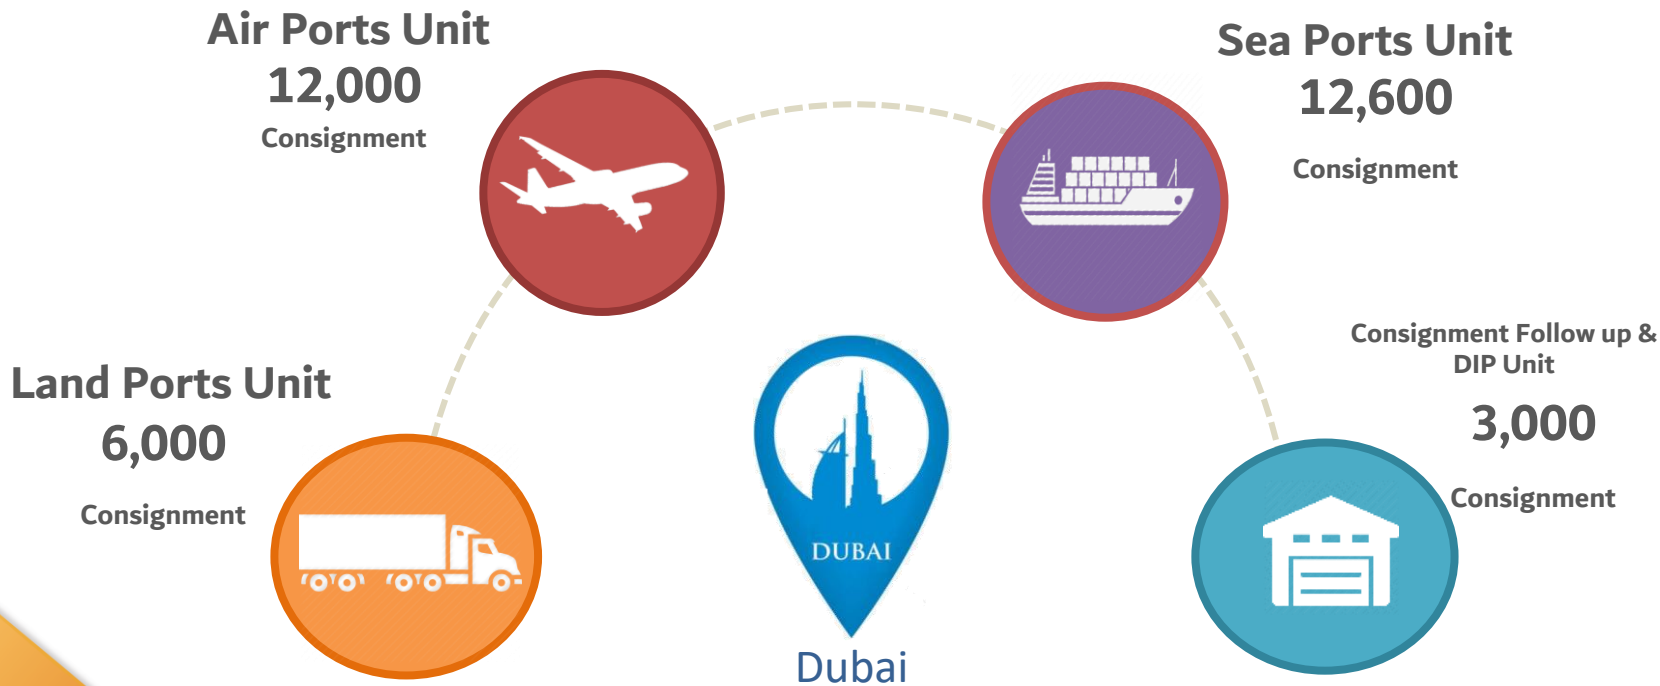 Air Ports Unit
12,000
Consignment
Sea Ports Unit
12,600
Consignment
Land Ports Unit
6,000
Consignment
Consignment Follow up &
DIP Unit
3,000
Consignment
DUBAI
Dubai